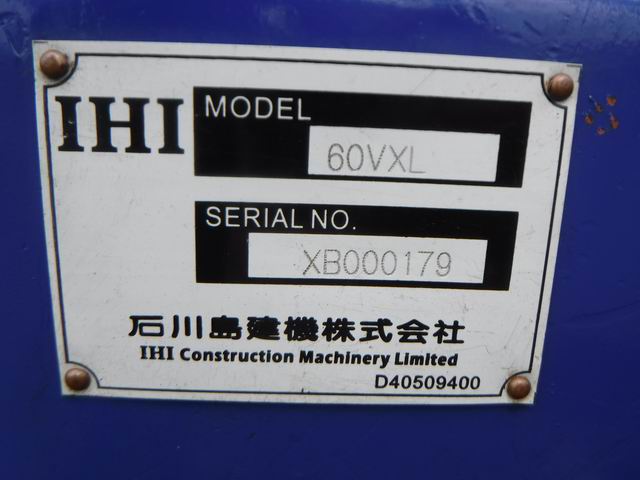 IHI
MODEL
60VXL
SERIAL NO.
XB000179
石川島建機株式会社
IHI Construction Machinery Limited
D40509400